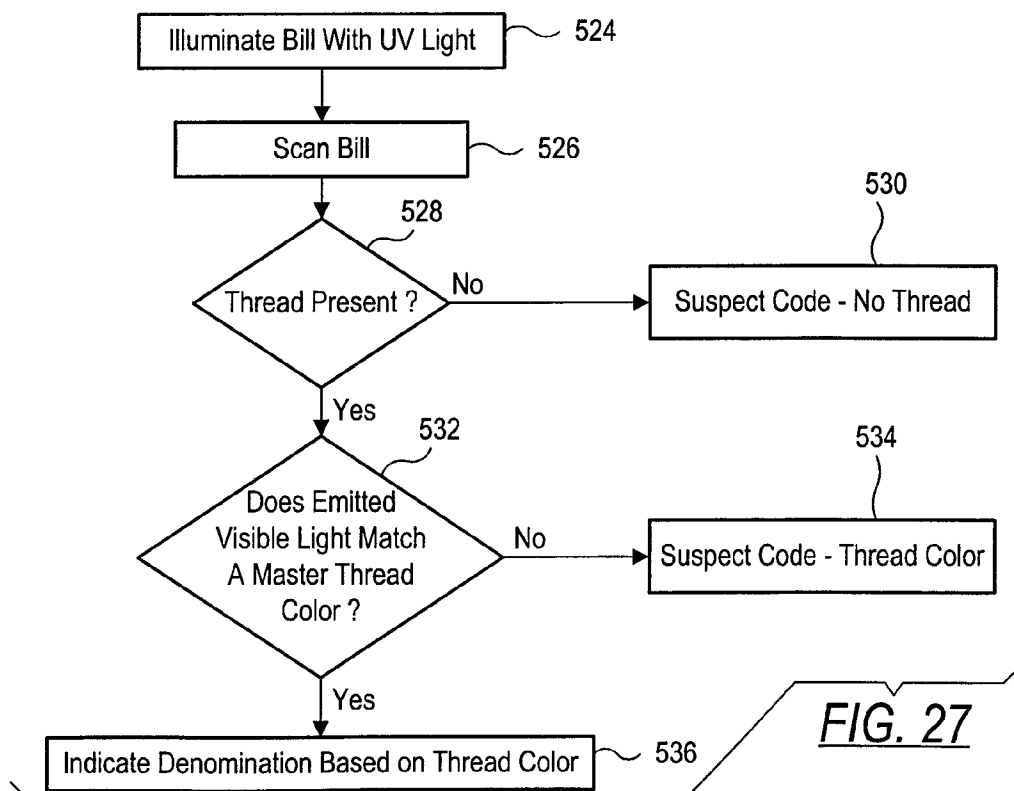 Illuminate Bill With UV Light
524
Scan Bill
526
528
530
Thread Present ?
No
Suspect Code - No Thread
Yes
532
534
Does Emitted
Visible Light Match
A Master Thread
Color ?
No
Suspect Code - Thread Color
Yes
FIG. 27
Indicate Denomination Based on Thread Color
536